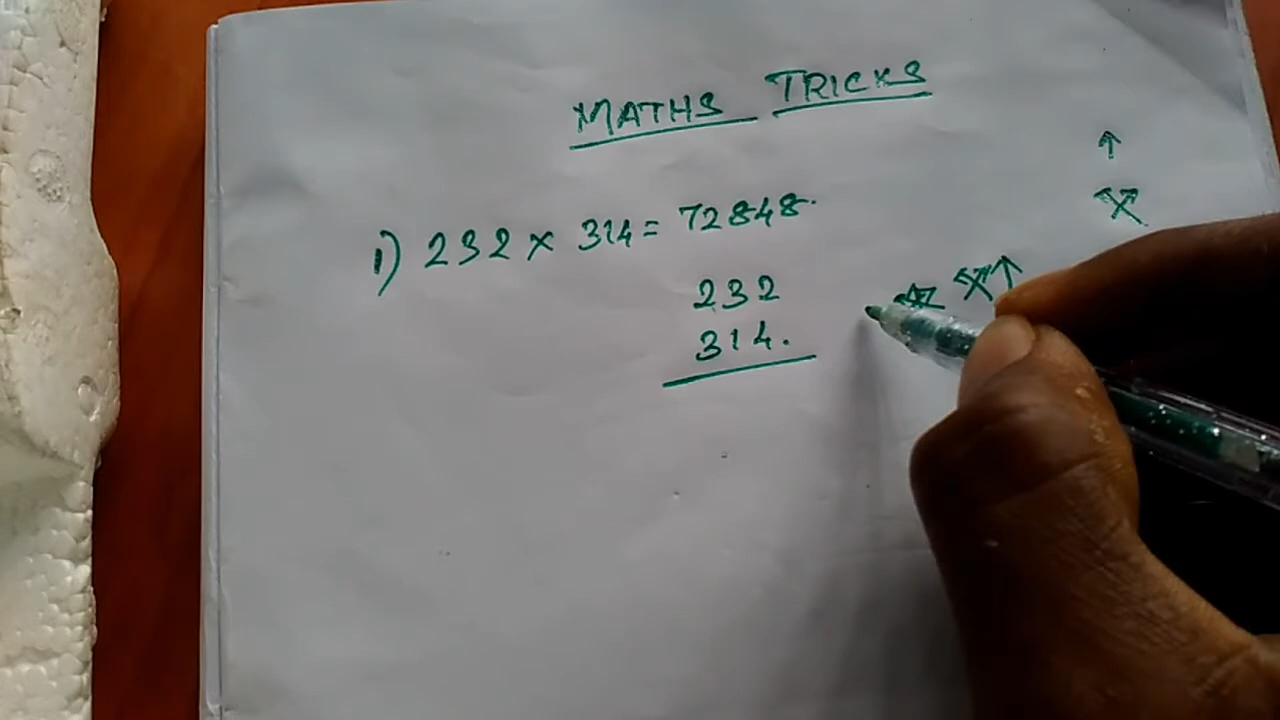 MATHS TRICKS
1) 232 × 314 = 72848.
232
314.